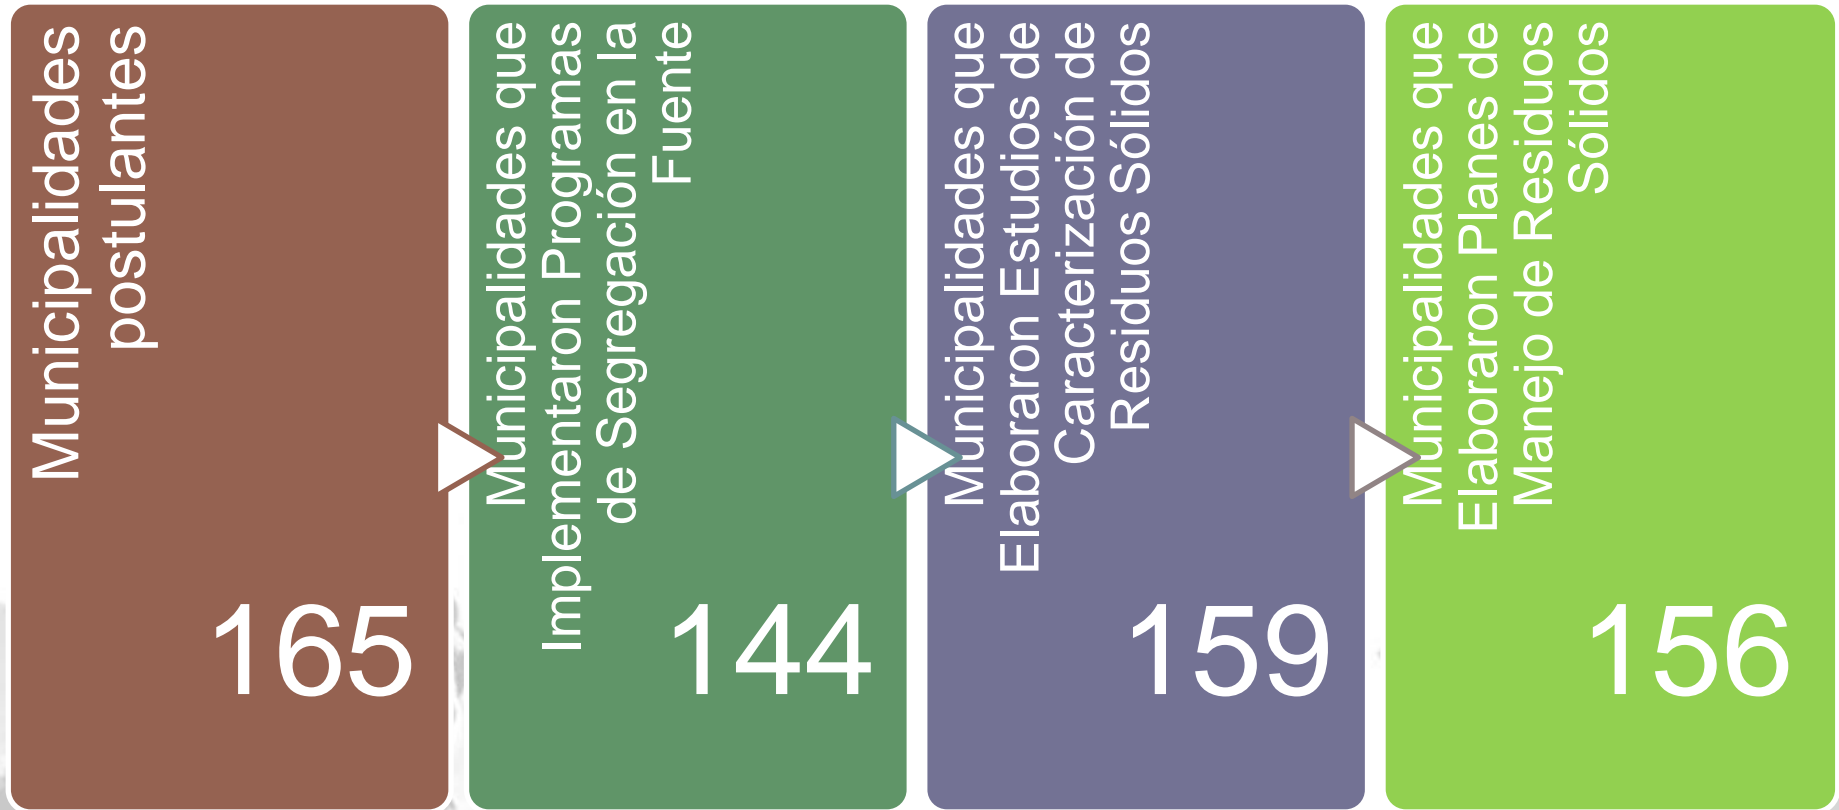 Municipalidades
postulantes
165
Municipalidades que
Implementaron Programas
de Segregación en la
Fuente
144
Municipalidades que
Elaboraron Estudios de
Caracterización de
Residuos Sólidos
159
Municipalidades que
Elaboraron Planes de
Manejo de Residuos
Sólidos
156